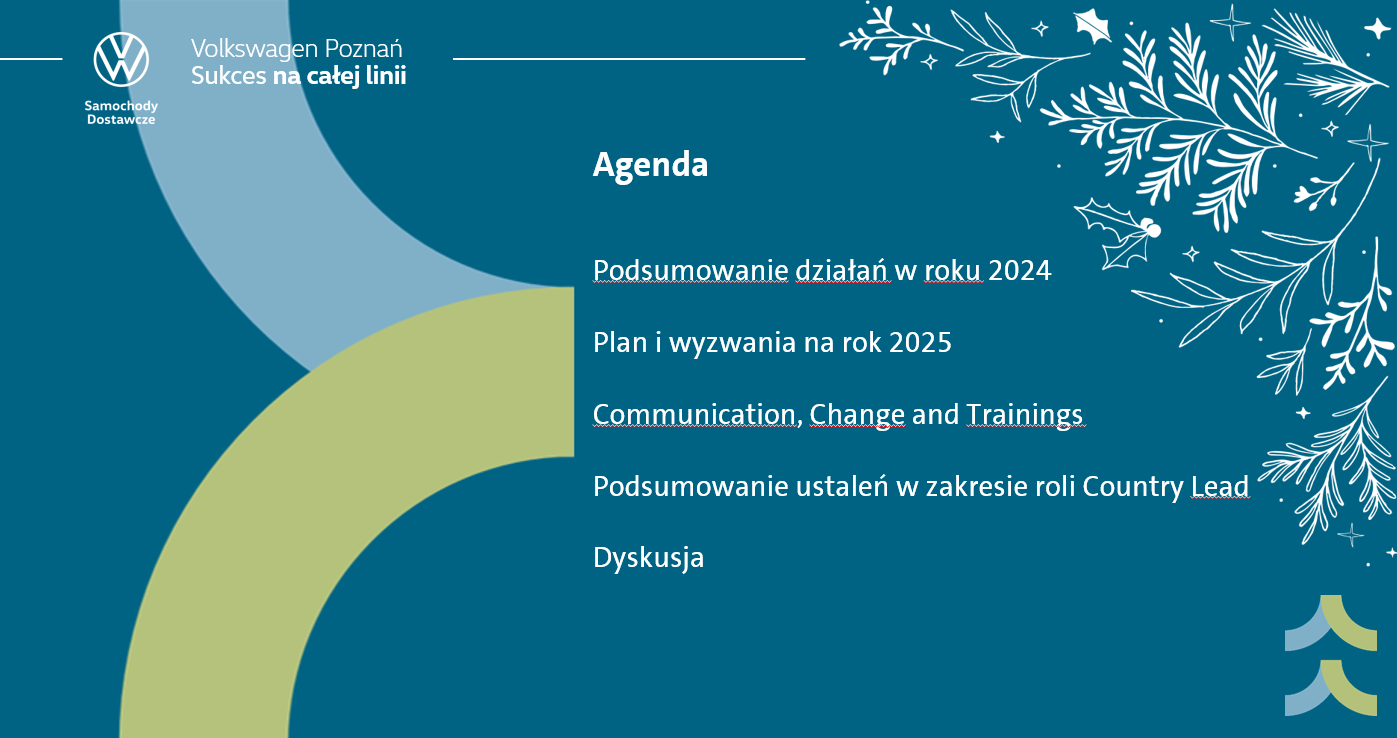 Volkswagen Poznań
Sukces na całej linii
Samochody
Dostawcze
Agenda
Podsumowanie działań w roku 2024
Plan i wyzwania na rok 2025
Communication, Change and Trainings
Podsumowanie ustaleń w zakresie roli Country Lead
Dyskusja